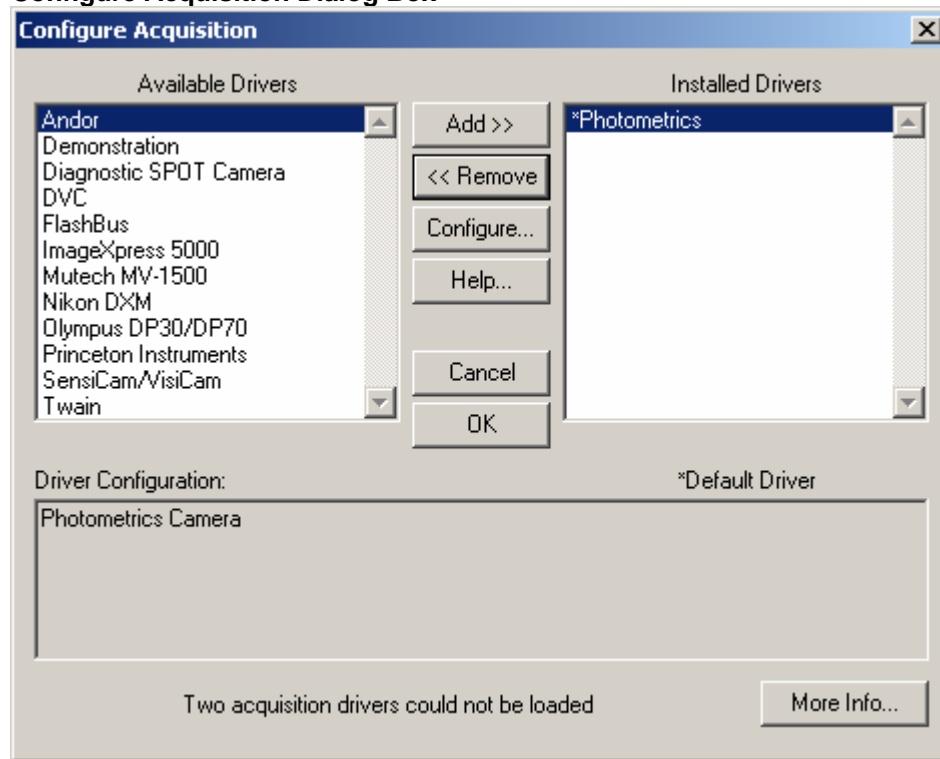 Configure Acquisition
Available Drivers
Installed Drivers
Andor
Demonstration
Diagnostic SPOT Camera
DVC
FlashBus
ImageXpress 5000
Mutech MV-1500
Nikon DXM
Olympus DP30/DP70
Princeton Instruments
SensiCam/VisiCam
Twain
Add >>
<< Remove
Configure...
Help...
Cancel
OK
*Photometrics
Driver Configuration:
*Default Driver
Photometrics Camera
Two acquisition drivers could not be loaded
More Info...